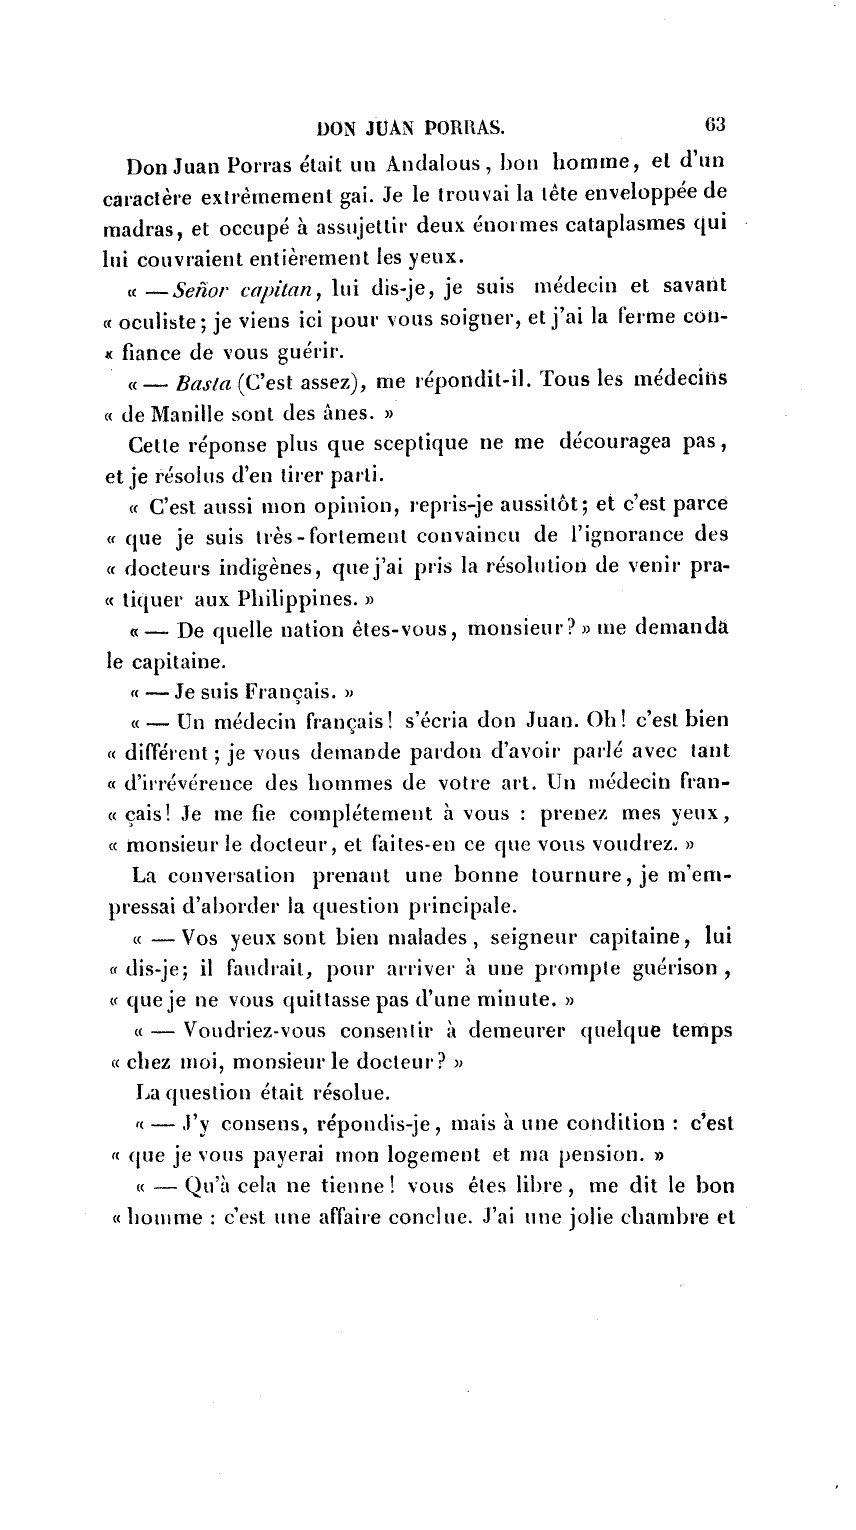 DON JUAN PORRAS. 63
Don Juan Porras était un Andalous, bon homme, et d'un
caractère extrèmement gai. Je le trouvai la tête enveloppée de
madras, et occupé à assujettir deux énormes cataplasmes qui
lui couvraient entièrement les yeux.
« — Señor capitan, lui dis-je, je suis médecin et savant
« oculiste; je viens ici pour vous soigner, et j'ai la ferme con-
« fiance de vous guérir.
« — Basta (C'est assez), me répondit-il. Tous les médecins
« de Manille sont des ânes. »
Cette réponse plus que sceptique ne me découragea pas,
et je résolus d'en tirer parti.
« C'est aussi mon opinion, repris-je aussitôt; et c'est parce
« que je suis très-fortement convaincu de l'ignorance des
« docteurs indigènes, que j'ai pris la résolution de venir pra-
« tiquer aux Philippines. »
« — De quelle nation êtes-vous, monsieur? » me demanda
le capitaine.
« — Je suis Français. »
« — Un médecin français! s'écria don Juan. Oh! c'est bien
« différent; je vous demande pardon d'avoir parlé avec tant
« d'irrévérence des hommes de votre art. Un médecin fran-
« çais! Je me fie complétement à vous : prenez mes yeux,
« monsieur le docteur, et faites-en ce que vous voudrez. »
La conversation prenant une bonne tournure, je m'em-
pressai d'aborder la question principale.
« — Vos yeux sont bien malades, seigneur capitaine, lui
« dis-je; il faudrait, pour arriver à une prompte guérison,
« que je ne vous quittasse pas d'une minute. »
« — Voudriez-vous consentir à demeurer quelque temps
« chez moi, monsieur le docteur? »
La question était résolue.
« — J'y consens, répondis-je, mais à une condition : c'est
« que je vous payerai mon logement et ma pension. »
« — Qu'à cela ne tienne! vous êtes libre, me dit le bon
« homme : c'est une affaire conclue. J'ai une jolie chambre et